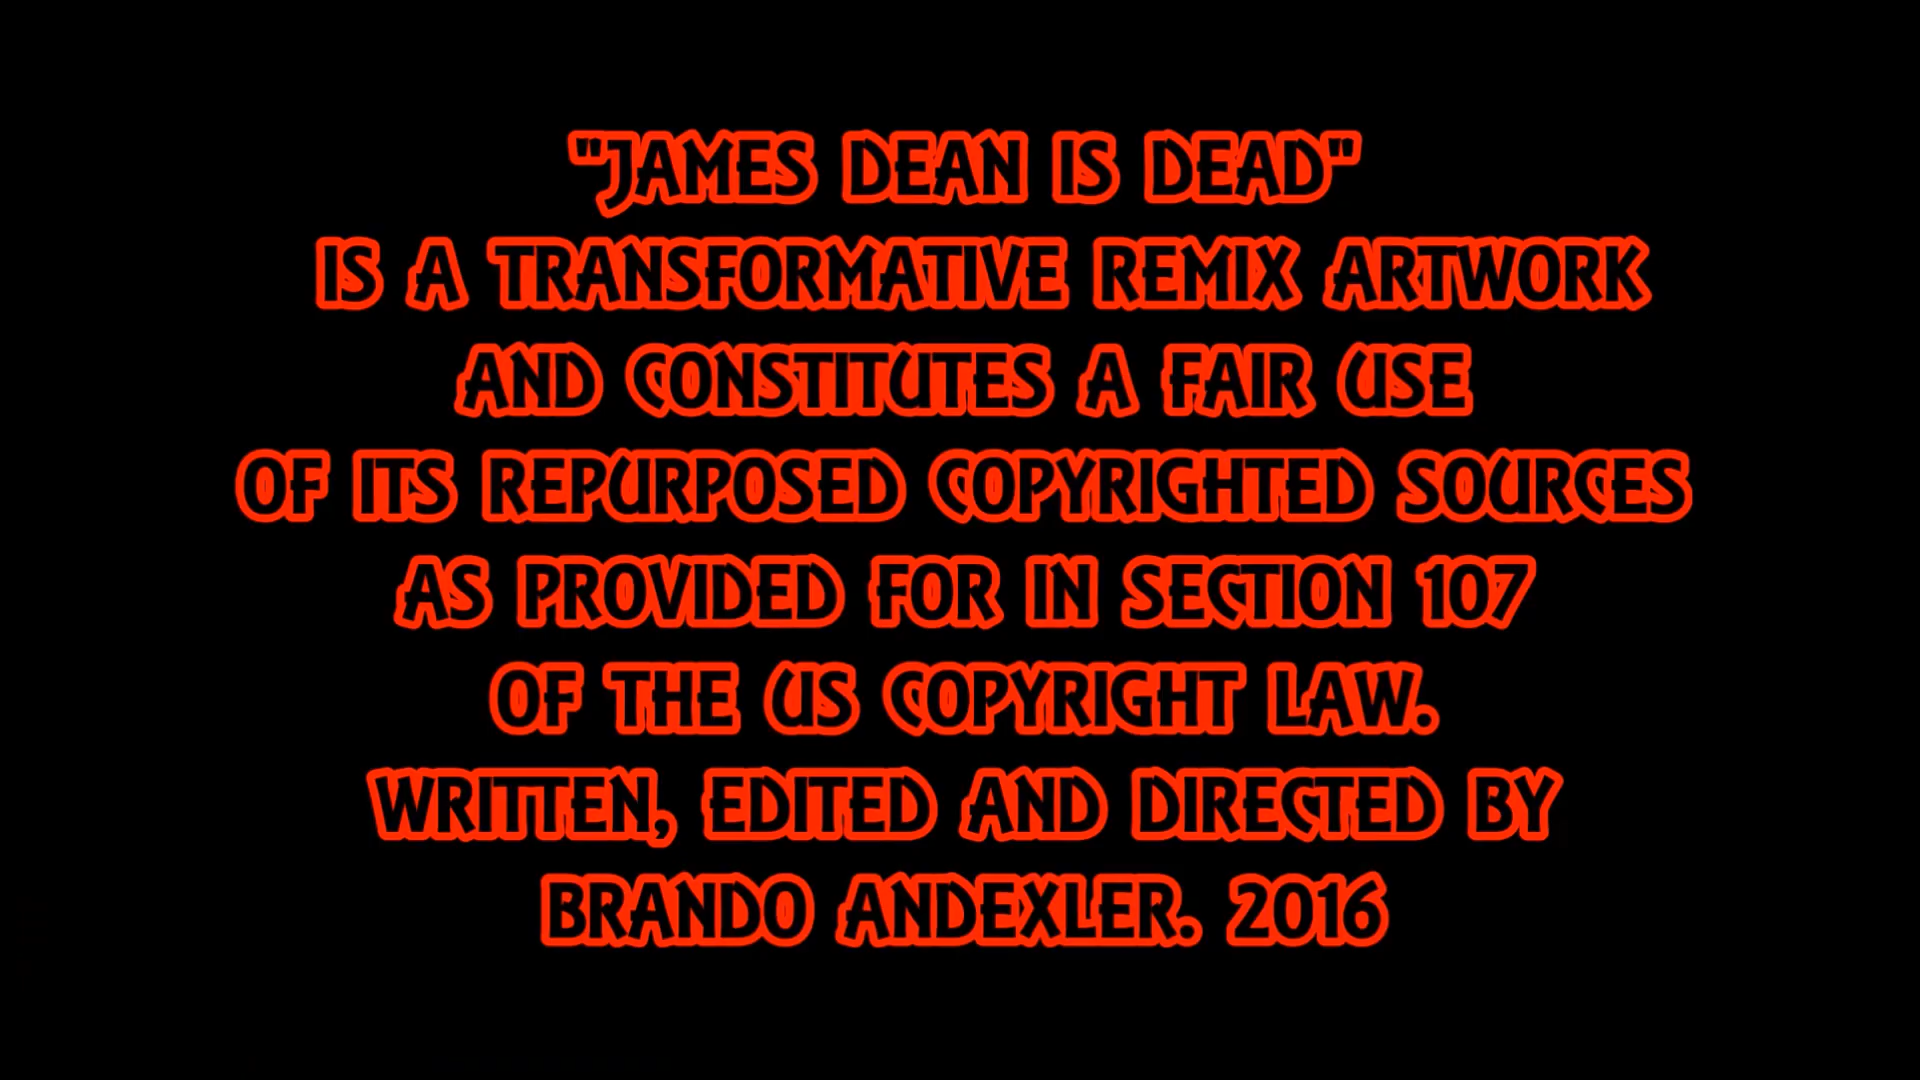 "JAMES DEAN IS DEAD"
IS A TRANSFORMATIVE REMIX ARTWORK
AND CONSTITUTES A FAIR USE
OF ITS REPURPOSED COPYRIGHTED SOURCES
AS PROVIDED FOR IN SECTION 107
OF THE US COPYRIGHT LAW.
WRITTEN, EDITED AND DIRECTED BY
BRANDO ANDEXLER. 2016